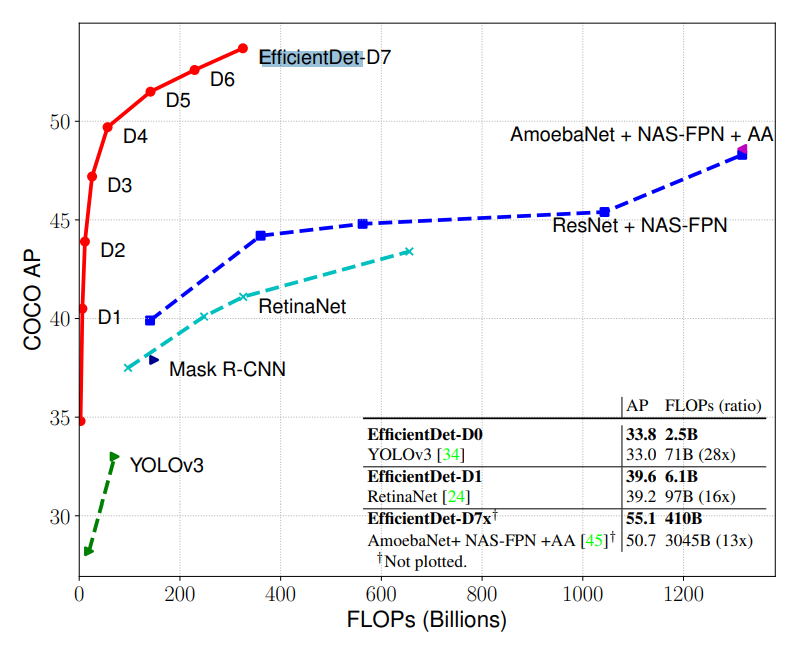 EfficientDet-D7
D6
D5
AmoebaNet + NAS-FPN + AA
D4
D3
ResNet + NAS-FPN
D2
D1
RetinaNet
Mask R-CNN
YOLOv3
COCO AP
50
45
40
35
30
AP FLOPs (ratio)
EfficientDet-D0 33.8 2.5B
YOLOv3 [34] 33.0 71B (28x)
EfficientDet-D1 39.6 6.1B
RetinaNet [24] 39.2 97B (16x)
EfficientDet-D7x† 55.1 410B
AmoebaNet+ NAS-FPN +AA [45]† 50.7 3045B (13x)
†Not plotted.
0 200 400 600 800 1000 1200
FLOPs (Billions)